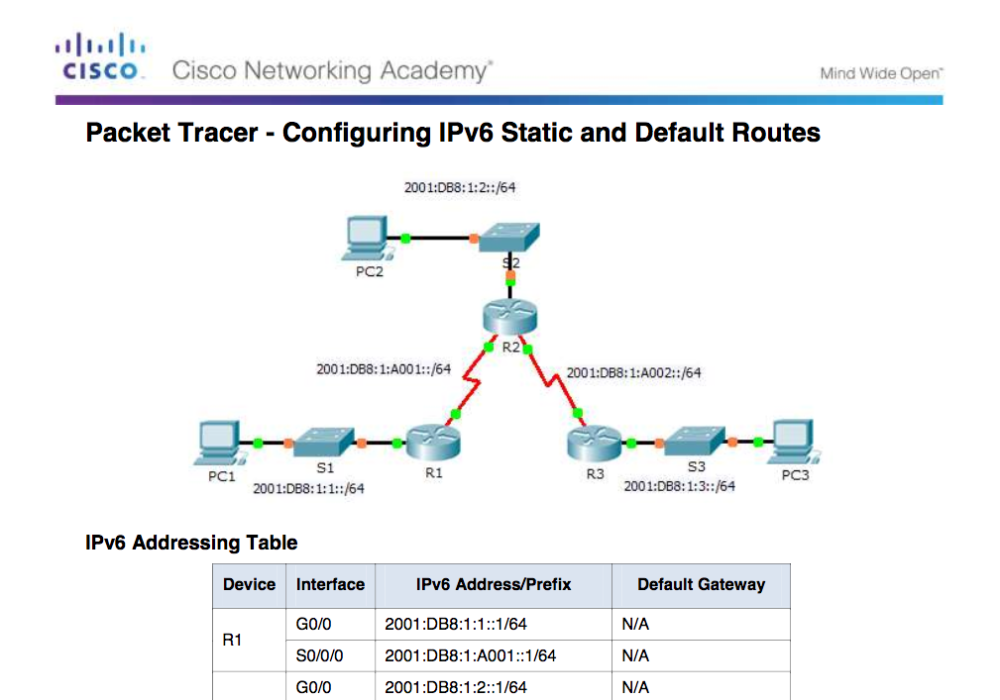 CISCO Cisco Networking Academy® Mind Wide Open™
Packet Tracer - Configuring IPv6 Static and Default Routes
2001:DB8:1:2::/64
PC2
S2
R2
2001:DB8:1:A001::/64
2001:DB8:1:A002::/64
PC1
S1
R1
R3
S3
PC3
2001:DB8:1:1::/64
2001:DB8:1:3::/64
IPv6 Addressing Table
Device Interface IPv6 Address/Prefix Default Gateway
R1
G0/0 2001:DB8:1:1::1/64 N/A
S0/0/0 2001:DB8:1:A001::1/64 N/A
G0/0 2001:DB8:1:2::1/64 N/A